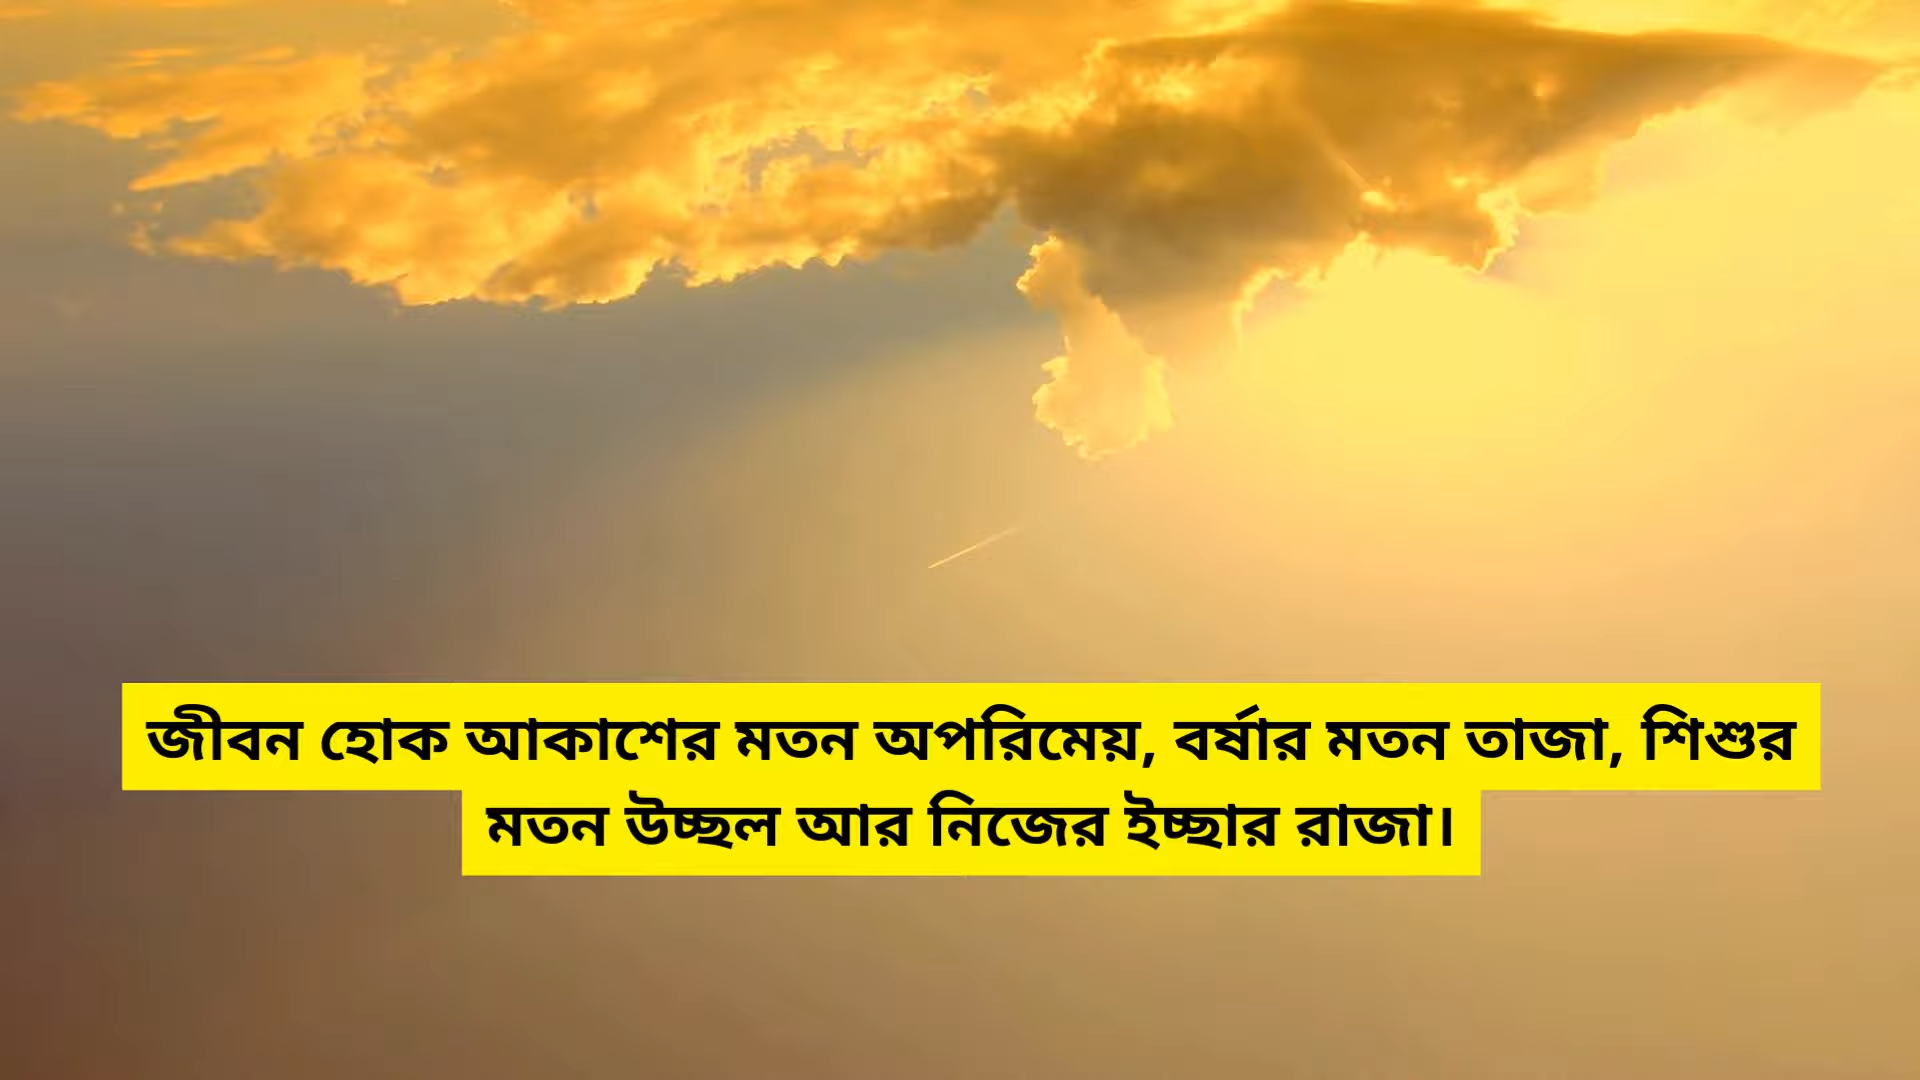 জীবন হোক আকাশের মতন অপরিমেয়, বর্ষার মতন তাজা, শিশুর
মতন উচ্ছল আর নিজের ইচ্ছার রাজা।